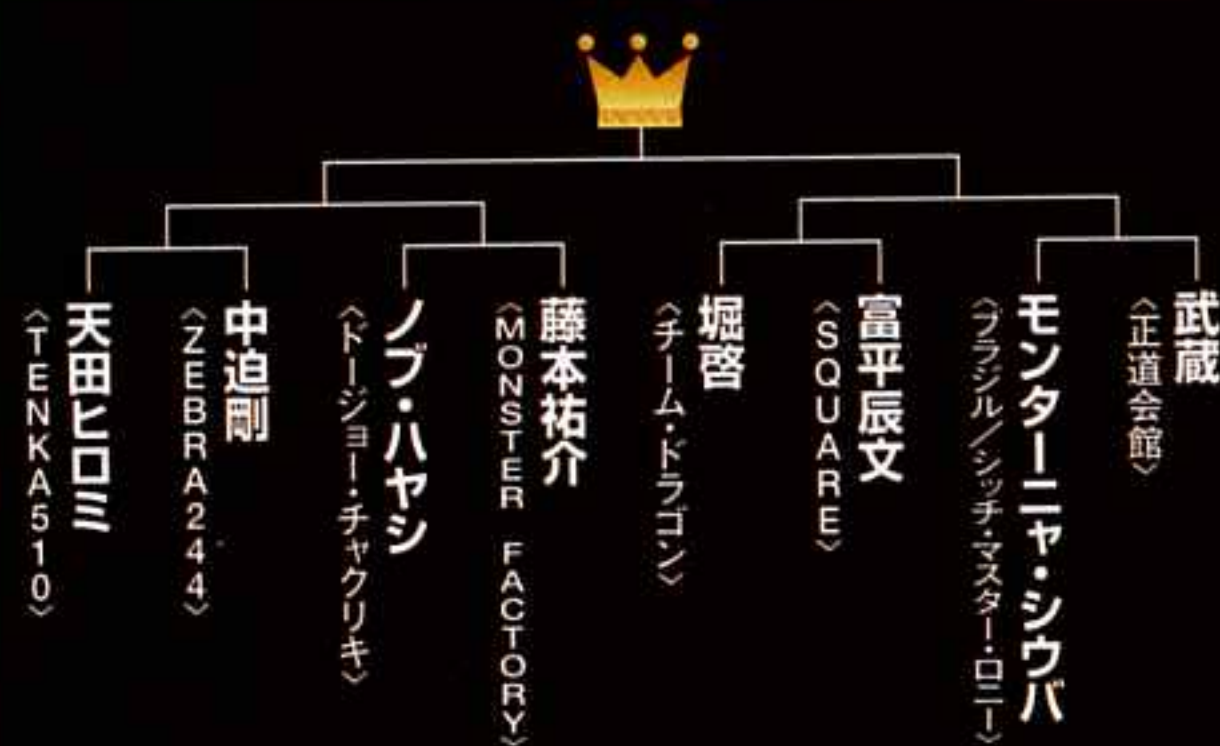 武蔵
〈正道会館〉
モンターニャ・シウバ
〈ブラジル／シッチ・マスター・ロニー〉
富平辰文
〈SQUARE〉
堀啓
〈チーム・ドラゴン〉
藤本祐介
〈MONSTER FACTORY〉
ノブ・ハヤシ
〈ドージョー・チャクリキ〉
中迫剛
〈ZEBRA244〉
天田ヒロミ
〈TENKA510〉